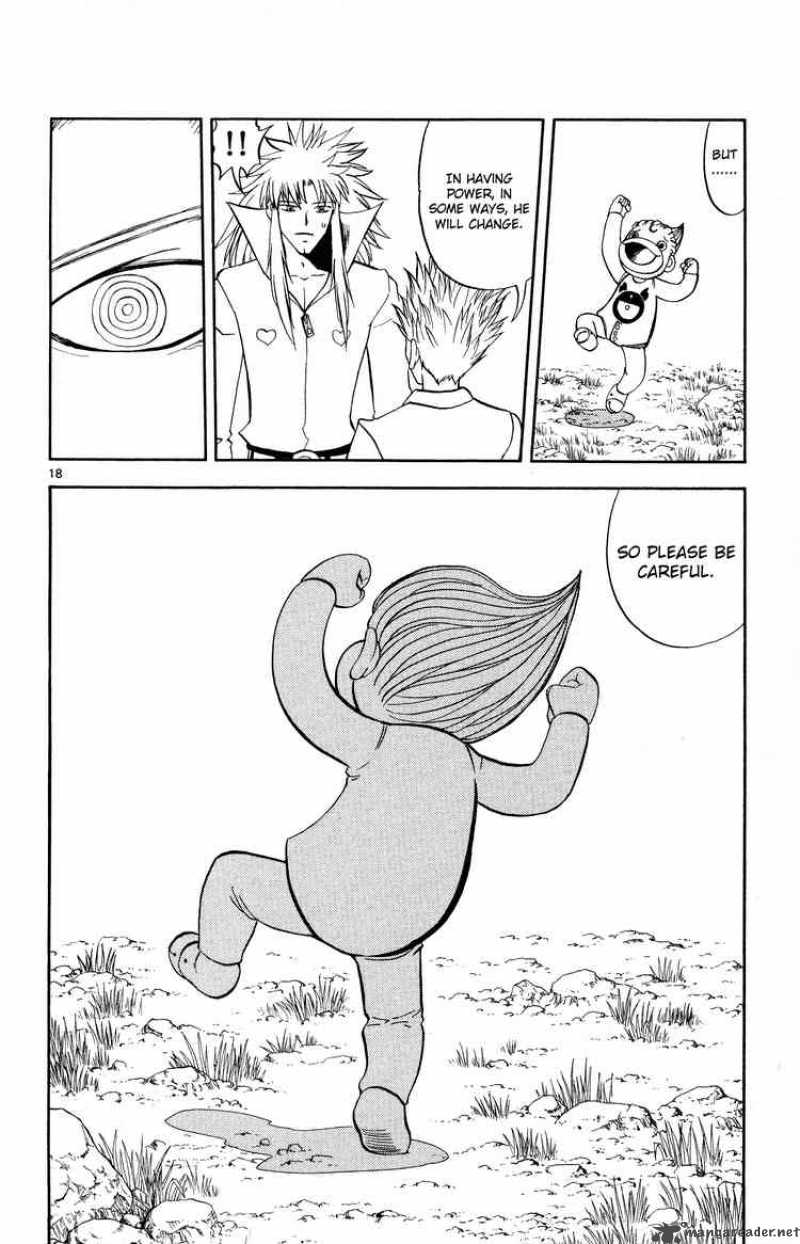 BUT
......
IN HAVING
POWER, IN
SOME WAYS, HE
WILL CHANGE.
!!
18
SO PLEASE BE
CAREFUL.
mangareader.net